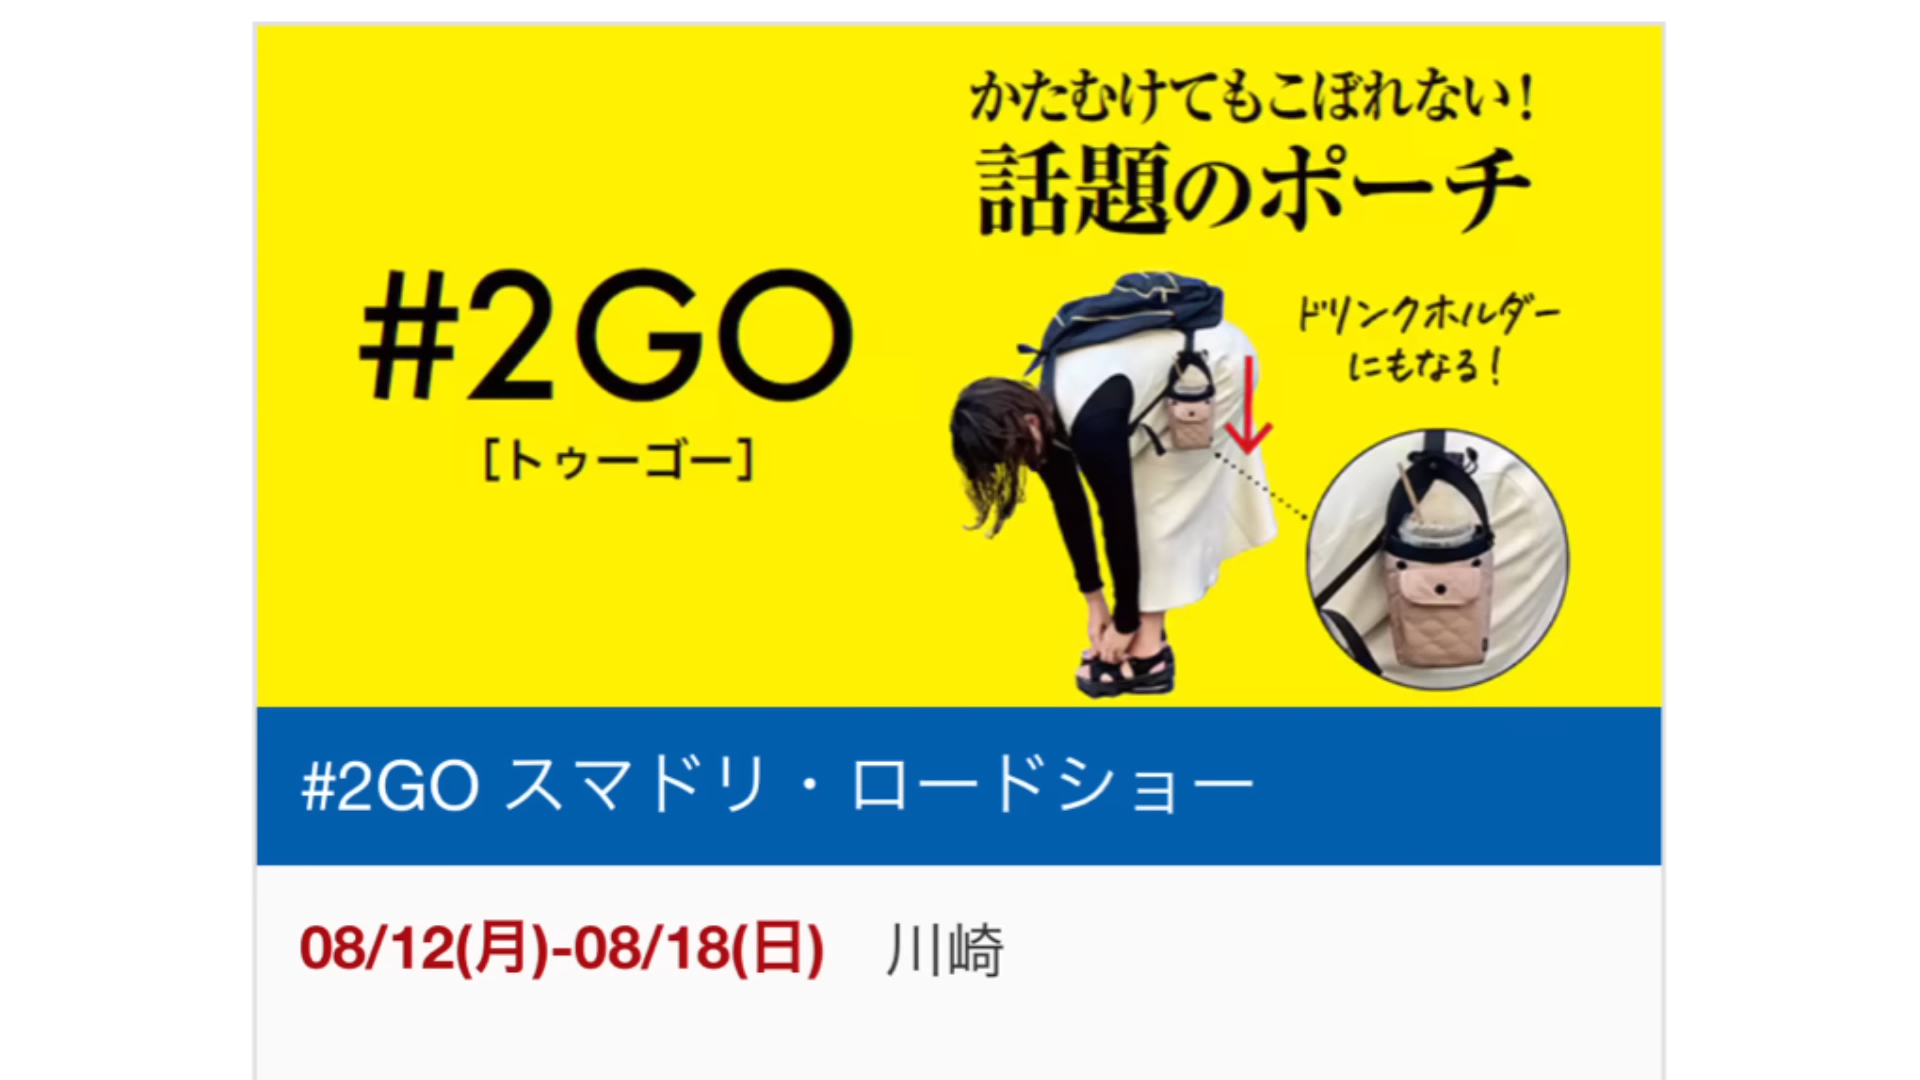 かたむけてもこぼれない!
話題のポーチ
#2GO
[トゥーゴー]
ドリンクホルダー
にもなる!
#2GO スマドリ・ロードショー
08/12(月)-08/18(日) 川崎